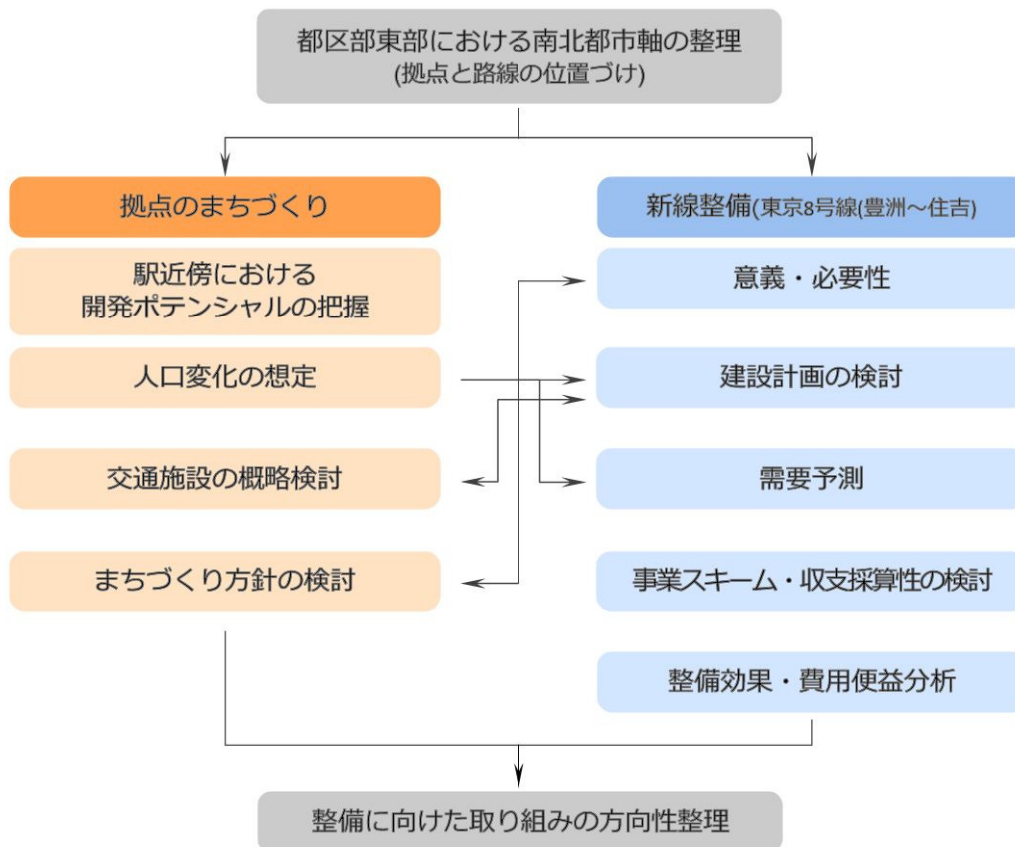 都区部東部における南北都市軸の整理
(拠点と路線の位置づけ)
拠点のまちづくり
駅近傍における
開発ポテンシャルの把握
人口変化の想定
交通施設の概略検討
まちづくり方針の検討
新線整備(東京8号線(豊洲～住吉)
意義・必要性
建設計画の検討
需要予測
事業スキーム・収支採算性の検討
整備効果・費用便益分析
整備に向けた取り組みの方向性整理